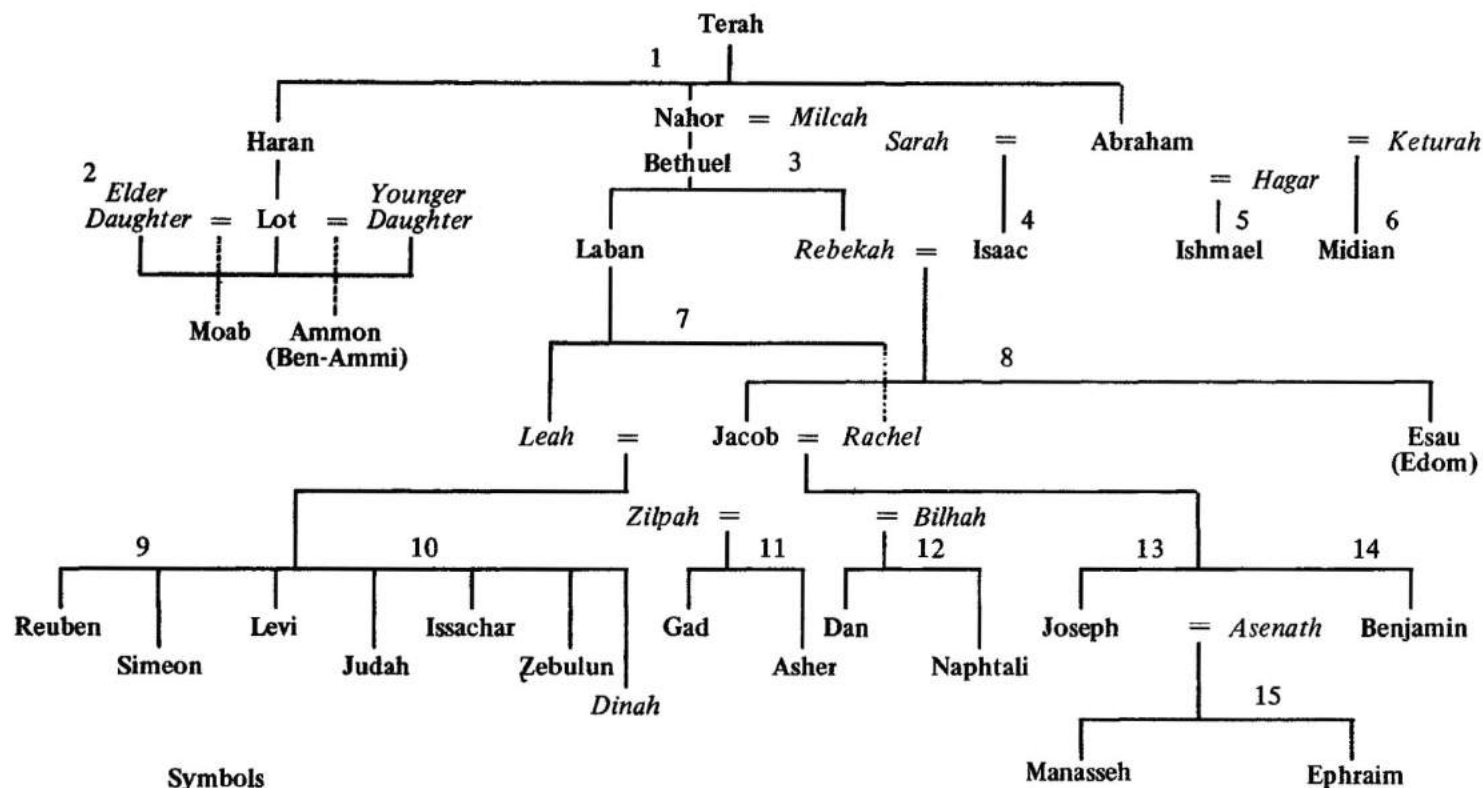 Terah
1
Nahor = Milcah
Haran
Sarah = Abraham = Keturah
Bethuel 3
= Hagar
2 Elder Daughter = Lot = Younger Daughter
4 5 6
Laban Rebekah = Isaac Ishmael Midian
Moab Ammon
(Ben-Ammi)
7
8
Leah = Jacob = Rachel Esau
(Edom)
Zilpah = = Bilhah
9 10 11 12 13 14
Reuben Levi Issachar Gad Dan Joseph = Asenath Benjamin
Simeon Judah Zebulun Asher Naphtali
Dinah
15
Manasseh Ephraim
Symbols